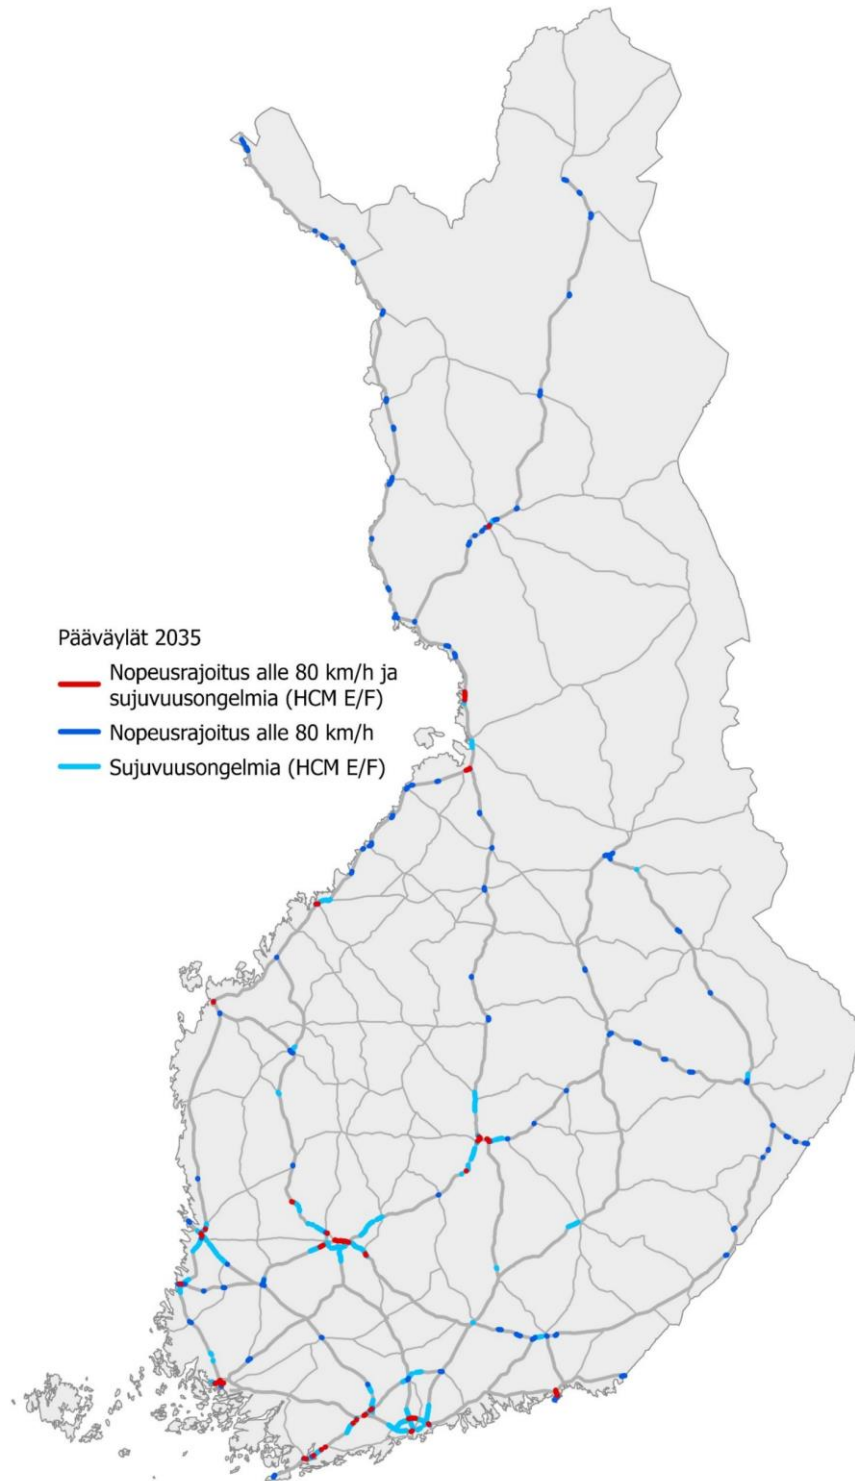 Pääväylät 2035
Nopeusrajoitus alle 80 km/h ja
sujuvuusongelmia (HCM E/F)
Nopeusrajoitus alle 80 km/h
Sujuvuusongelmia (HCM E/F)